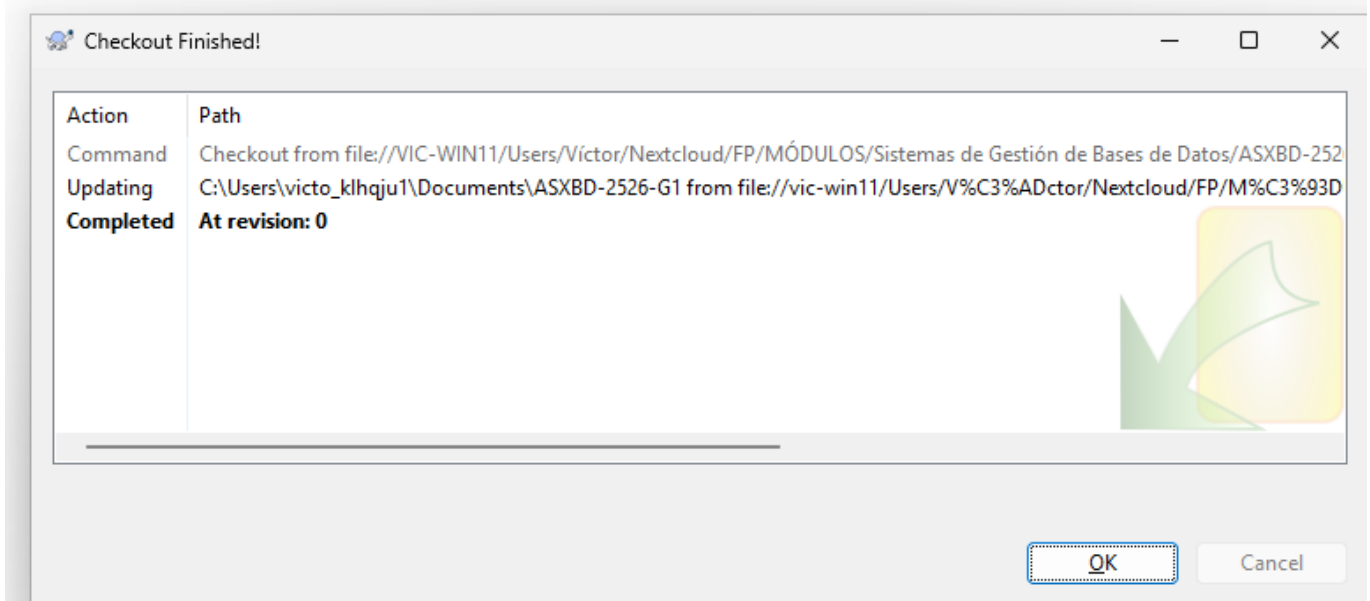 Checkout Finished!
Action Path
Command Checkout from file://VIC-WIN11/Users/Víctor/Nextcloud/FP/MÓDULOS/Sistemas de Gestión de Bases de Datos/ASXBD-252
Updating C:\Users\victo_klhqju1\Documents\ASXBD-2526-G1 from file://vic-win11/Users/V%C3%ADctor/Nextcloud/FP/M%C3%93D
Completed At revision: 0
OK Cancel